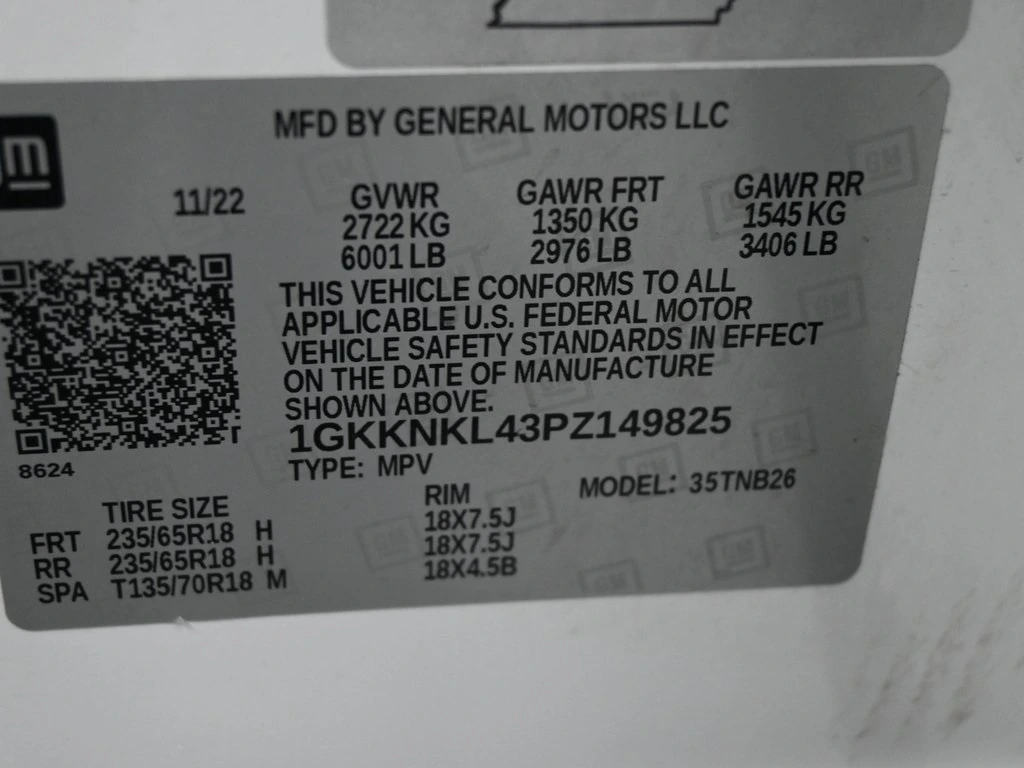 MFD BY GENERAL MOTORS LLC
11/22 GVWR GAWR FRT GAWR RR
2722 KG 1350 KG 1545 KG
6001 LB 2976 LB 3406 LB
THIS VEHICLE CONFORMS TO ALL
APPLICABLE U.S. FEDERAL MOTOR
VEHICLE SAFETY STANDARDS IN EFFECT
ON THE DATE OF MANUFACTURE
SHOWN ABOVE.
1GKKNKL43PZ149825
8624
TYPE: MPV MODEL: 35TNB26
TIRE SIZE RIM
FRT 235/65R18 H 18X7.5J
RR 235/65R18 H 18X7.5J
SPA T135/70R18 M 18X4.5B